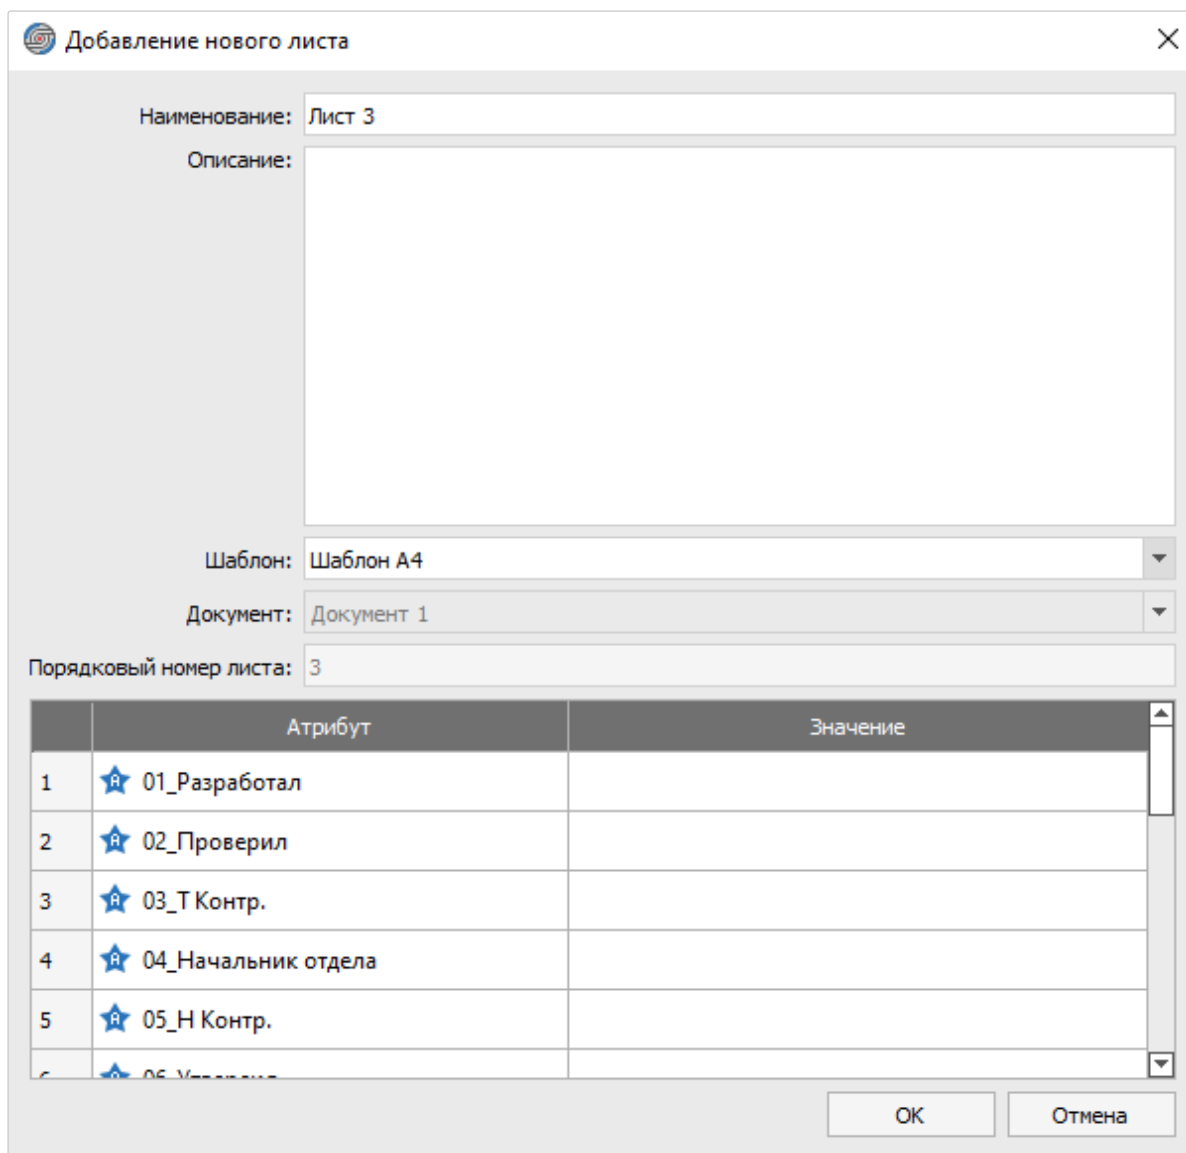 Добавление нового листа
Наименование: Лист 3
Описание:
Шаблон: Шаблон А4
Документ: Документ 1
Порядковый номер листа: 3
Атрибут Значение
1 01_Разработал
2 02_Проверил
3 03_Т Контр.
4 04_Начальник отдела
5 05_Н Контр.
ОК Отмена